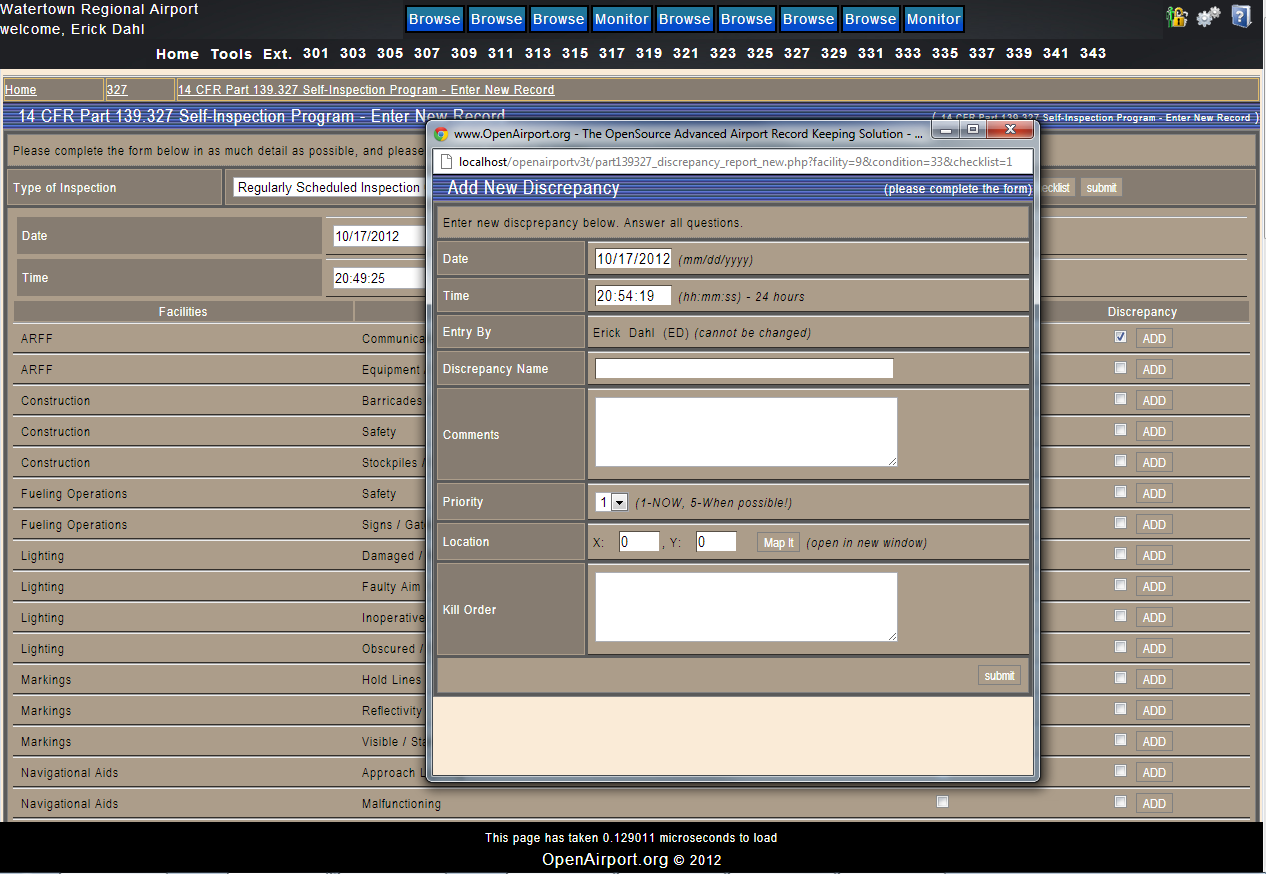 Watertown Regional Airport
welcome, Erick Dahl
Browse Browse Browse Monitor Browse Browse Browse Browse Monitor
Home Tools Ext. 301 303 305 307 309 311 313 315 317 319 321 323 325 327 329 331 333 335 337 339 341 343
Home 327 14 CFR Part 139.327 Self-Inspection Program - Enter New Record
14 CFR Part 139.327 Self-Inspection Program - Enter New Record
( 14 CFR Part 139.327 Self-Inspection Program - Enter New Record )
Please complete the form below in as much detail as possible, and please
Type of Inspection Regularly Scheduled Inspection
submit
Date 10/17/2012
Time 20:49:25
Facilities Discrepancy
ARFF ADD
ARFF Equipment ADD
Construction Barricades ADD
Construction Safety ADD
Construction Stockpiles / ADD
Fueling Operations Safety ADD
Fueling Operations Signs / ADD
Lighting Damaged / ADD
Lighting Faulty Aim ADD
Lighting Inoperative ADD
Lighting Obscured / ADD
Markings Hold Lines ADD
Markings Reflectivity ADD
Markings Visible / ADD
Navigational Aids Approach ADD
Navigational Aids Malfunctioning ADD
www.OpenAirport.org - The OpenSource Advanced Airport Record Keeping Solution - ...
localhost/openairportv3t/part139327_discrepancy_report_new.php?facility=9&condition=33&checklist=1
Add New Discrepancy (please complete the form)
Enter new discprepancy below. Answer all questions.
Date 10/17/2012 (mm/dd/yyyy)
Time 20:54:19 (hh:mm:ss) - 24 hours
Entry By Erick Dahl (ED) (cannot be changed)
Discrepancy Name
Comments
Priority 1 (1-NOW, 5-When possible!)
Location X: 0 , Y: 0 Map It (open in new window)
Kill Order
submit
This page has taken 0.129011 microseconds to load
OpenAirport.org © 2012